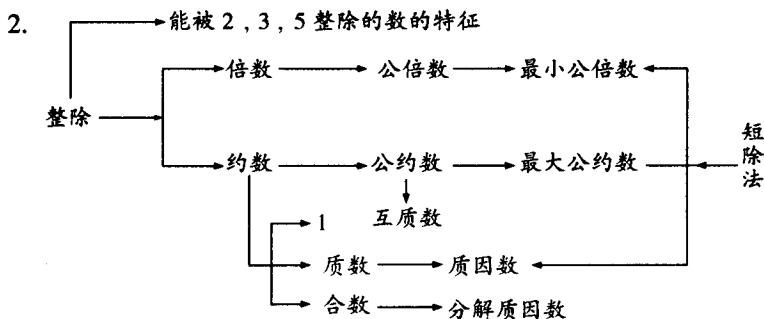 2. 能被2，3，5整除的数的特征
倍数 公倍数 最小公倍数
整除
约数 公约数 最大公约数
短除法
1 互质数
质数 质因数
合数 分解质因数